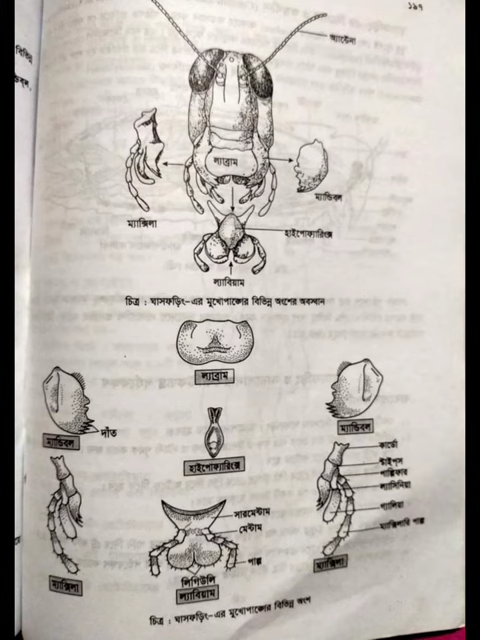 ১৯৭
অ্যান্টেনা
ল্যাব্রাম
ম্যান্ডিবল
ম্যাক্সিলা
হাইপোফ্যারিংক্স
ল্যাবিয়াম
চিত্র : ঘাসফড়িং-এর মুখোপাঙ্গের বিভিন্ন অংশের অবস্থান
ল্যাব্রাম
দাঁত
ম্যান্ডিবল
ম্যান্ডিবল
হাইপোফ্যারিংক্স
কার্ডো
স্টাইপস
পাল্পিফার
ল্যাসিনিয়া
গ্যালিয়া
ম্যাক্সিলারি পাল্প
সাবমেন্টাম
মেন্টাম
পাল্প
লিগিউলি
ল্যাবিয়াম
ম্যাক্সিলা
ম্যাক্সিলা
চিত্র : ঘাসফড়িং-এর মুখোপাঙ্গের বিভিন্ন অংশ